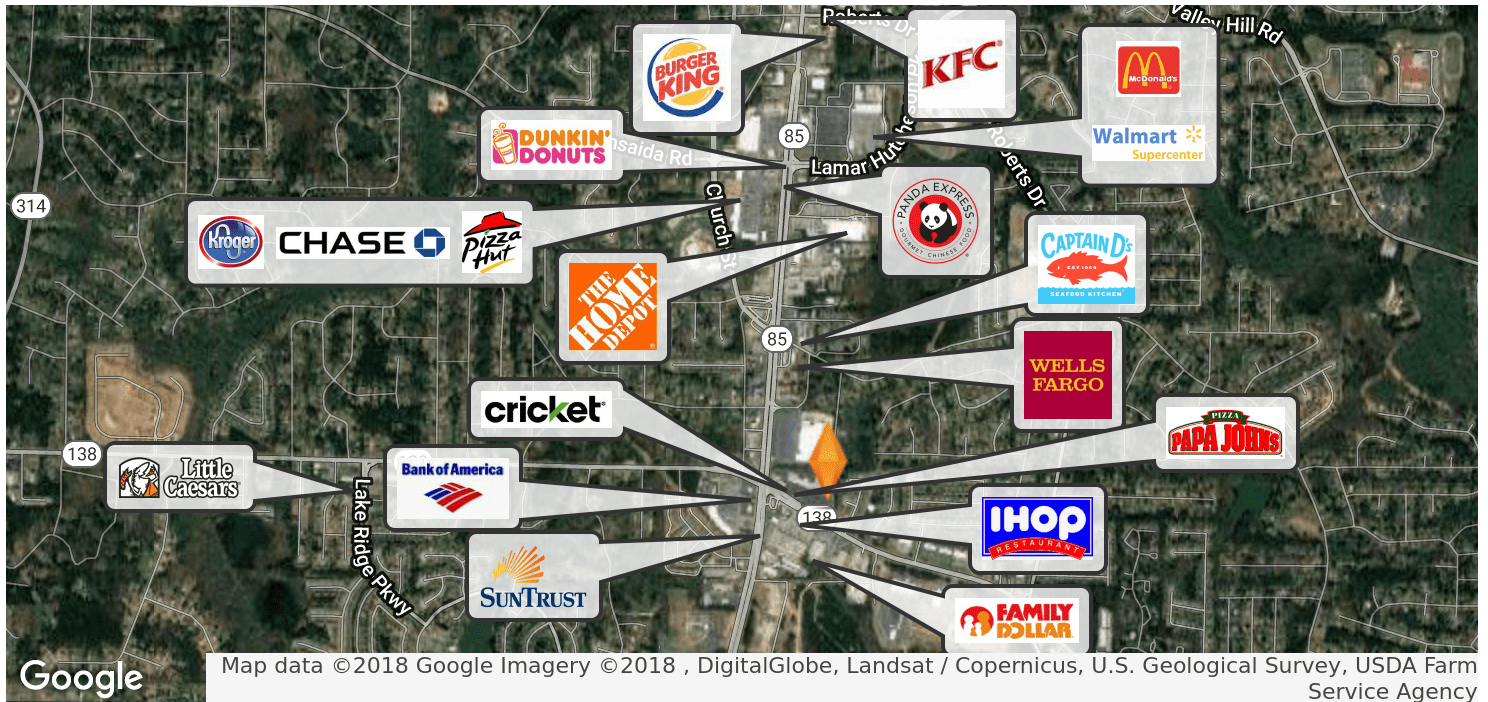 Roberts Dr
Valley Hill Rd
BURGER
KING
KFC
McDonald's
Walmart
Supercenter
DUNKIN'
DONUTS
85
Lamar
Roberts Dr
314
Church St
PANDA EXPRESS
GOURMET CHINESE FOOD
Kroger
CHASE
Pizza
Hut
CAPTAIN D's
EST 1969
SEAFOOD KITCHEN
THE
HOME
DEPOT
85
WELLS
FARGO
cricket
PIZZA
PAPA JOHNS
138
Little
Caesars
Bank of America
Lake Ridge Pkwy
138
IHOP
RESTAURANT
SUNTRUST
FAMILY
DOLLAR
Google
Map data ©2018 Google Imagery ©2018 , DigitalGlobe, Landsat / Copernicus, U.S. Geological Survey, USDA Farm
Service Agency